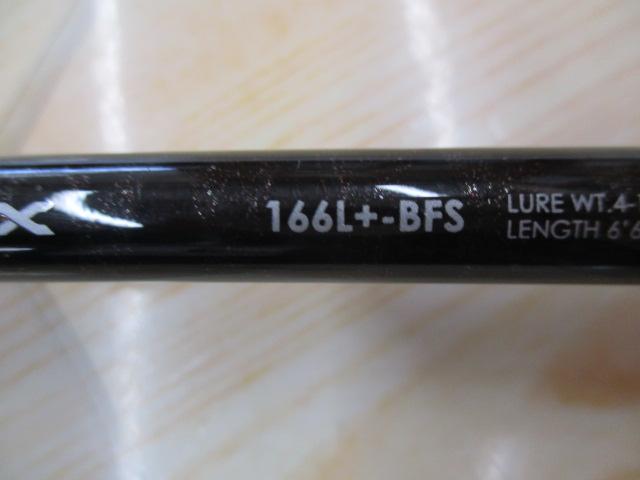 X 166L+-BFS
LURE WT.4-
LENGTH 6'6